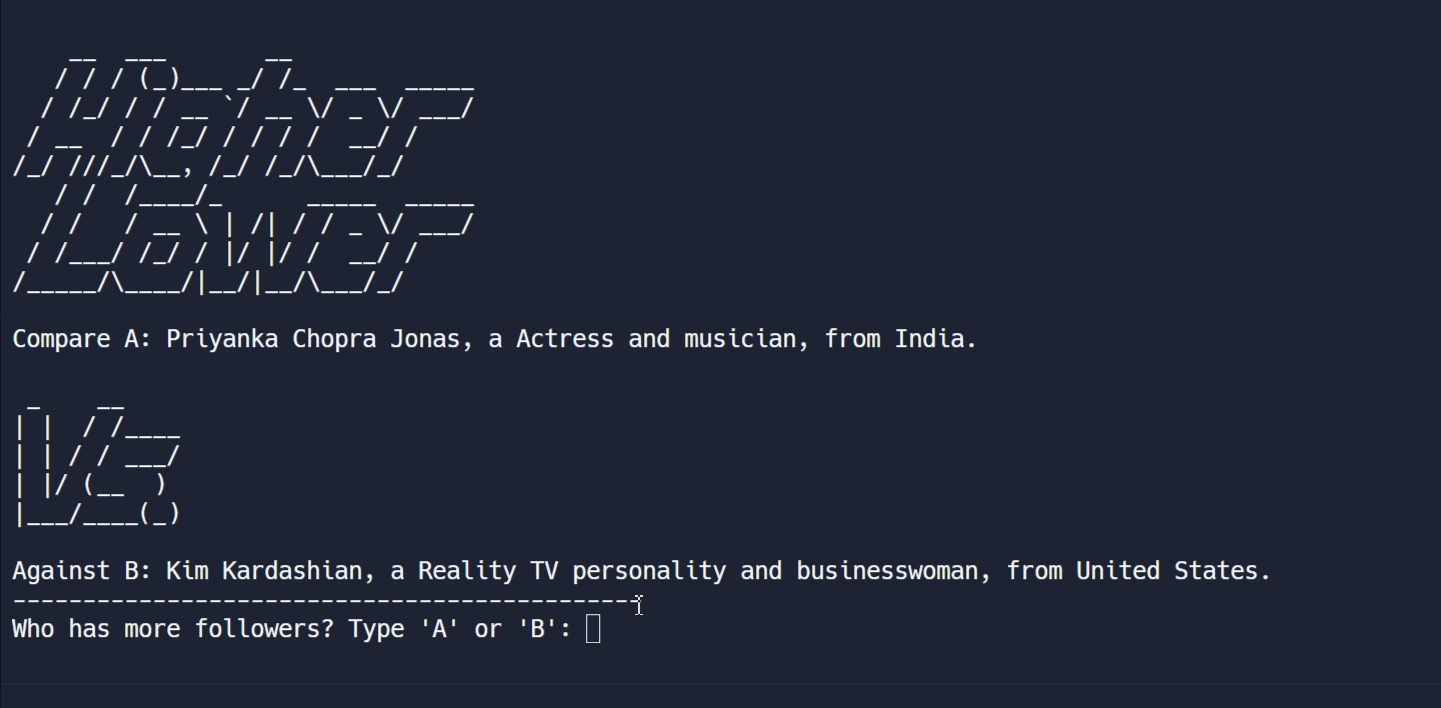 __  ___          __
   / / / (_)___ _/ /_  ___  _____
  / /_/ / / __ `/ __ \/ _ \/ ___/
 / __  / / /_/ / / / /  __/ /
/_/ ///_/\__, /_/ /_/\___/_/
   / /  /____/_      _____  _____
  / /   / __ \ | /| / / _ \/ ___/
 / /___/ /_/ / |/ |/ /  __/ /
/_____/\____/|__/|__/\___/_/
Compare A: Priyanka Chopra Jonas, a Actress and musician, from India.
 _    __
| |  / /____
| | / / ___/
| |/ (__  )
|___/____(_)
Against B: Kim Kardashian, a Reality TV personality and businesswoman, from United States.
---------------------------------------------
Who has more followers? Type 'A' or 'B':